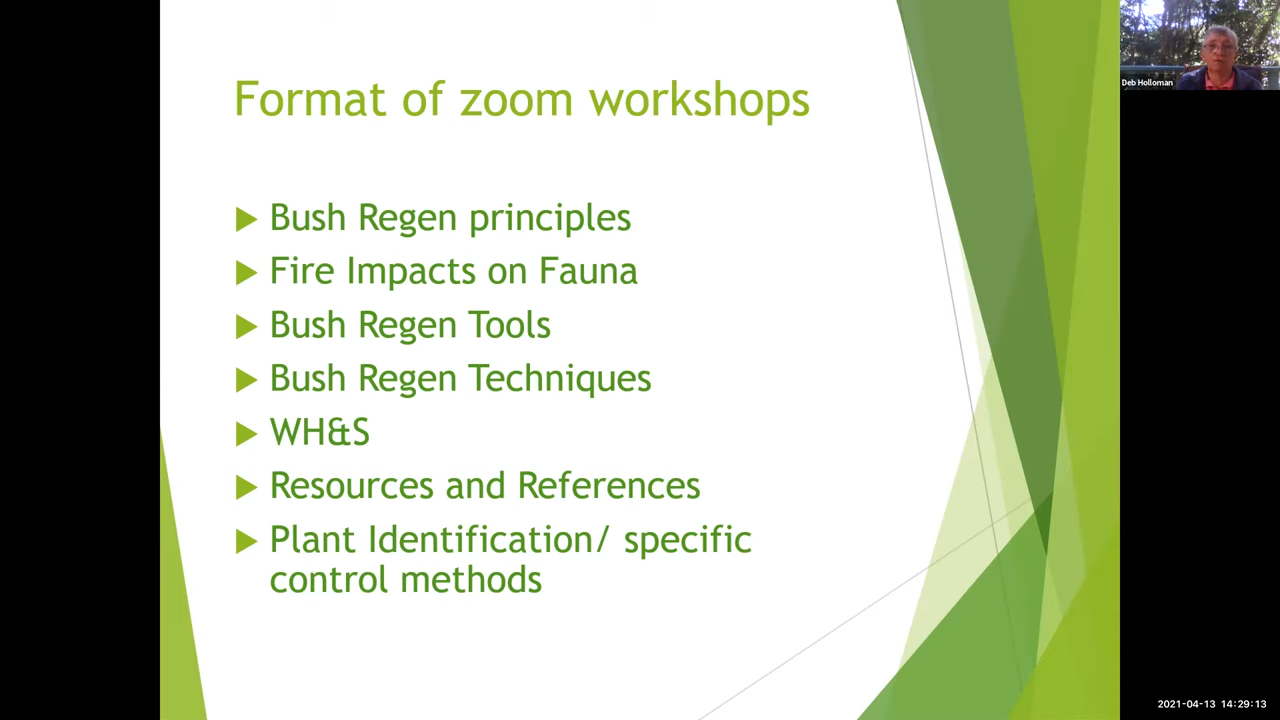 Format of zoom workshops
Deb Holloman
Bush Regen principles
Fire Impacts on Fauna
Bush Regen Tools
Bush Regen Techniques
WH&S
Resources and References
Plant Identification/ specific
control methods
2021-04-13 14:29:13